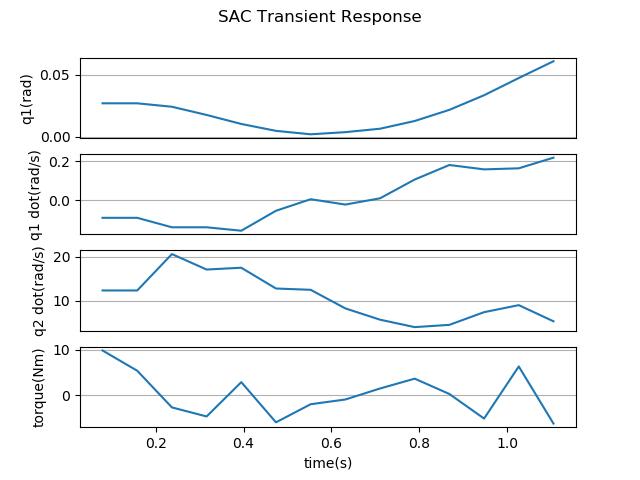 SAC Transient Response
q1(rad)
0.05
0.00
q1 dot(rad/s)
0.2
0.0
q2 dot(rad/s)
20
10
torque(Nm)
10
0
0.2 0.4 0.6 0.8 1.0
time(s)